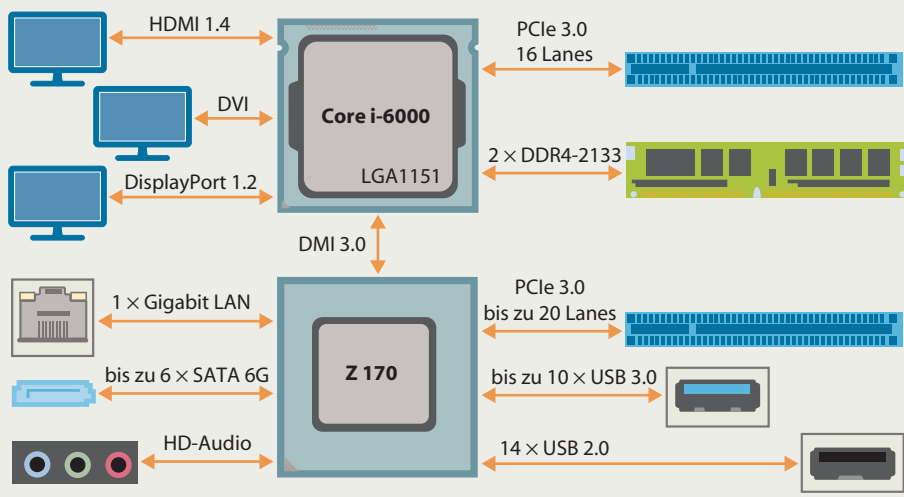 HDMI 1.4
PCIe 3.0
16 Lanes
DVI
Core i-6000
LGA1151
2 × DDR4-2133
DisplayPort 1.2
DMI 3.0
1 × Gigabit LAN
PCIe 3.0
bis zu 20 Lanes
Z 170
bis zu 6 × SATA 6G
bis zu 10 × USB 3.0
HD-Audio
14 × USB 2.0